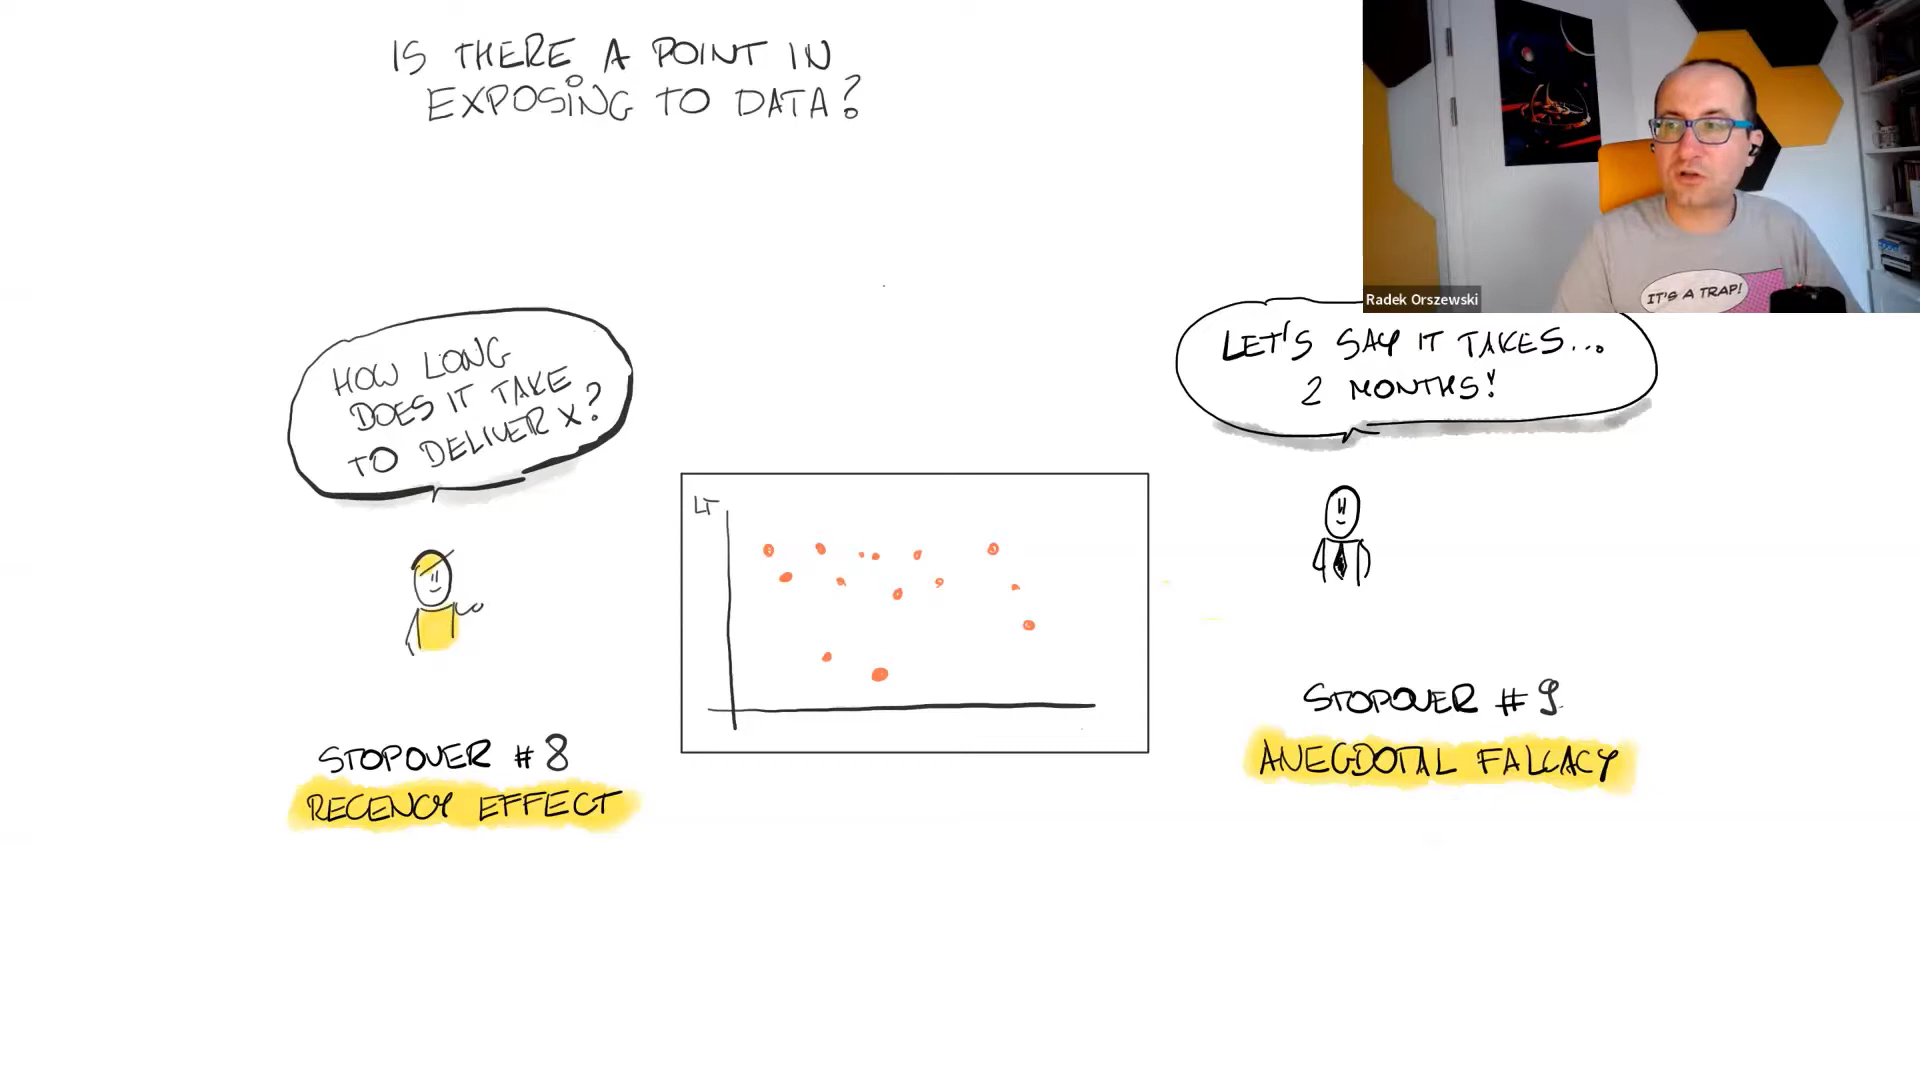 IS THERE A POINT IN
EXPOSING TO DATA?
Radek Orszewski
IT'S A TRAP!
HOW LONG
DOES IT TAKE
TO DELIVER X?
LET'S SAY IT TAKES...
2 MONTHS!
LT
STOPOVER #8
RECENCY EFFECT
STOPOVER #9
ANEGDOTAL FALLACY